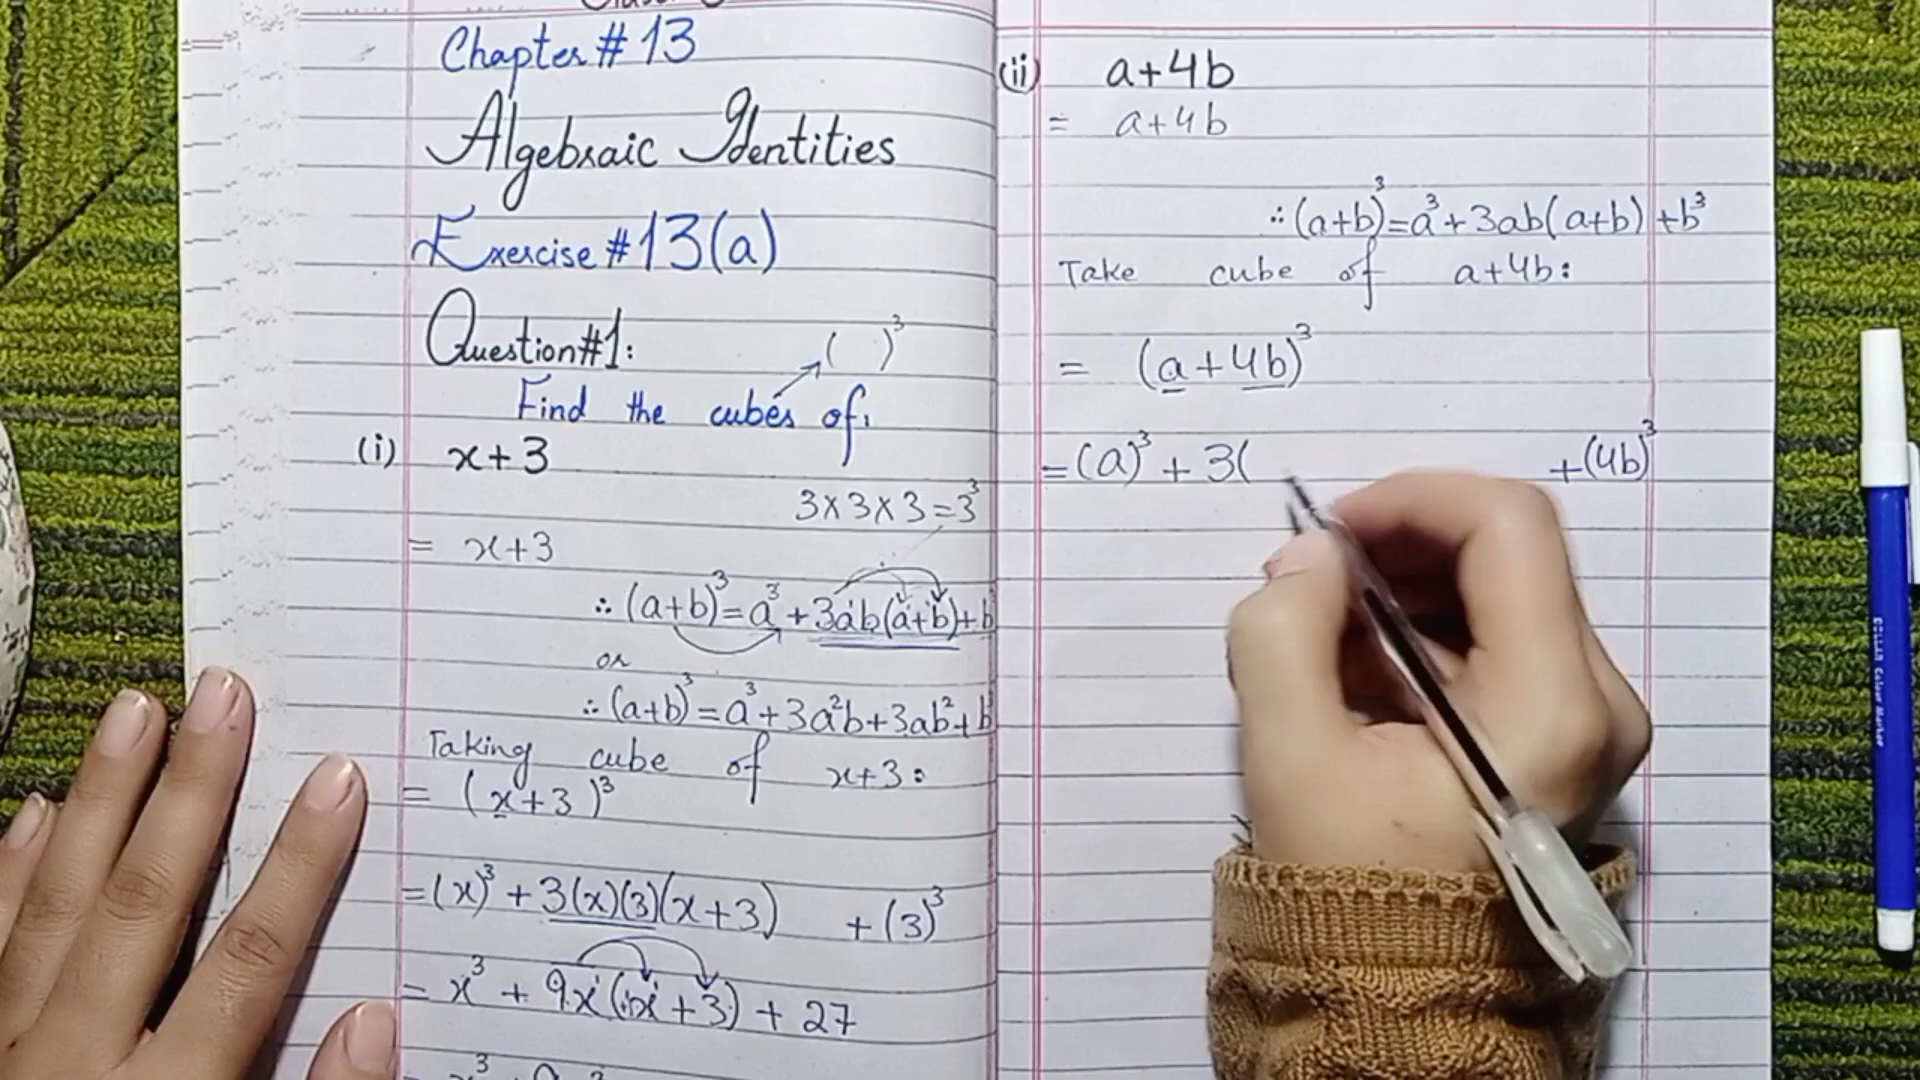 Chapter # 13
Algebraic Identities
Exercise # 13(a)
Question#1: ( )³
Find the cubes of:
(i) x+3
3×3×3=3³
= x+3
∴ (a+b)³=a³+3ab(a+b)+b
or
∴ (a+b)³=a³+3a²b+3ab²+b³
Taking cube of x+3:
= (x+3)³
=(x)³+3(x)(3)(x+3) +(3)³
= x³ + 9x(x+3) + 27
(ii) a+4b
= a+4b
∴ (a+b)³=a³+3ab(a+b)+b³
Take cube of a+4b:
= (a+4b)³
=(a)³+3( +(4b)³
DOLLAR